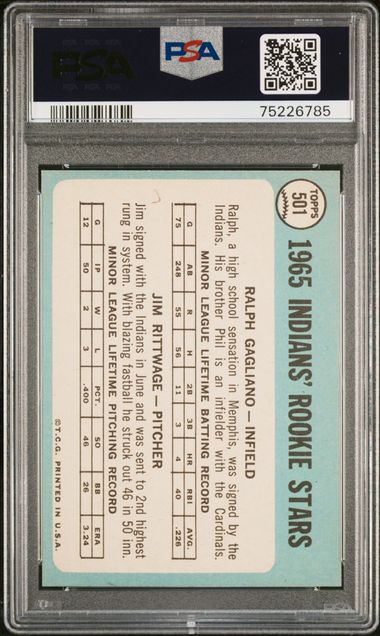 PSA
PSA
75226785
TOPPS
501
1965 INDIANS' ROOKIE STARS
RALPH GAGLIANO — INFIELD
Ralph, a high school sensation in Memphis, was signed by the
Indians. His brother Phil is an infielder with the Cardinals.
MINOR LEAGUE LIFETIME BATTING RECORD
G AB R H 2B 3B HR RBI AVG.
75 248 55 56 11 3 4 40 .226
JIM RITTWAGE — PITCHER
Jim signed with the Indians in June and was sent to 2nd highest
rung in system. With blazing fastball he struck out 46 in 50 inn.
MINOR LEAGUE LIFETIME PITCHING RECORD
G IP W L PCT. SO BB ERA
12 50 2 3 .400 46 26 3.24
©T.C.G. PRINTED IN U.S.A.